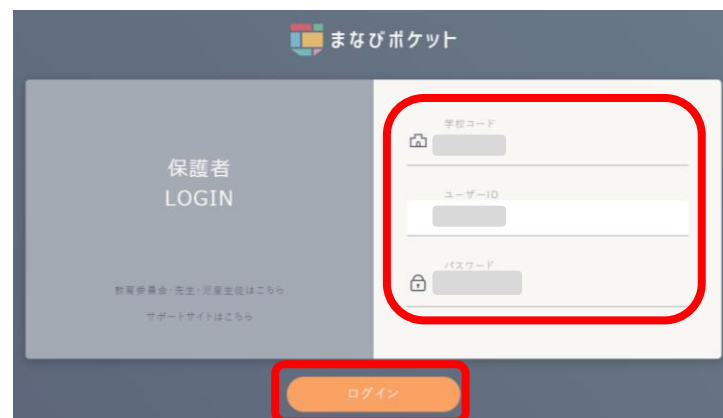 まなびポケット
保護者
LOGIN
教育委員会・先生・児童生徒はこちら
サポートサイトはこちら
学校コード
ユーザーID
パスワード
ログイン